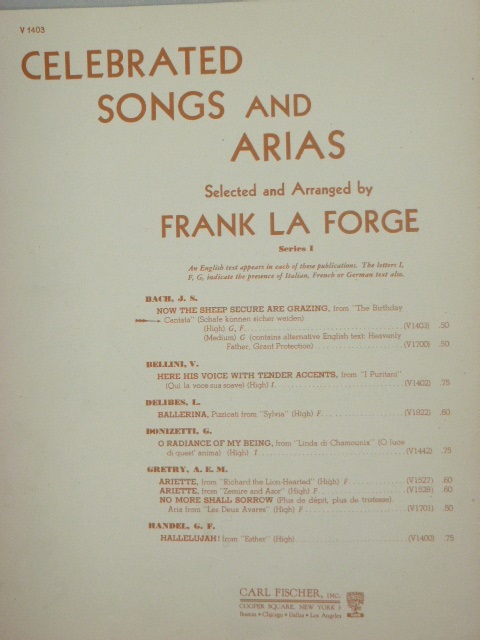 V 1403
CELEBRATED
SONGS AND
ARIAS
Selected and Arranged by
FRANK LA FORGE
Series I
An English text appears in each of these publications. The letters I,
F, G, indicate the presence of Italian, French or German text also.
BACH, J. S.
NOW THE SHEEP SECURE ARE GRAZING, from "The Birthday
Cantata" (Schafe können sicher weiden)
(High) G, F (V1403) .50
(Medium) G (contains alternative English text: Heavenly
Father, Grant Protection) (V1700) .50
BELLINI, V.
HERE HIS VOICE WITH TENDER ACCENTS, from "I Puritani"
(Qui la voce sua soave) (High) I (V1402) .75
DELIBES, L.
BALLERINA, Pizzicati from "Sylvia" (High) F (V1822) .60
DONIZETTI, G.
O RADIANCE OF MY BEING, from "Linda di Chamounix" (O luce
di quest' anima). (High) I (V1442) .75
GRETRY, A. E. M.
ARIETTE, from "Richard the Lion-Hearted" (High) F (V1527) .60
ARIETTE, from "Zemire and Azor" (High) F (V1528) .60
NO MORE SHALL SORROW (Plus de dépit, plus de tristesse).
Aria from "Les Deux Avares" (High) F (V1701) .50
HANDEL, G. F.
HALLELUJAH! from "Esther" (High) (V1400) .75
CARL FISCHER, INC.
COOPER SQUARE, NEW YORK 3
Boston • Chicago • Dallas • Los Angeles